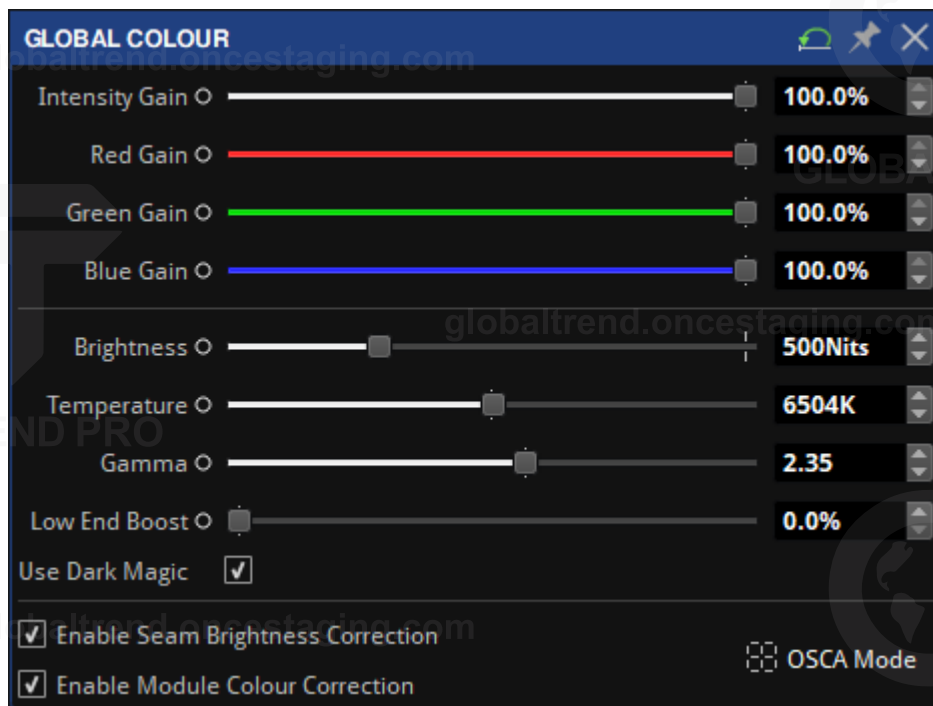 GLOBAL COLOUR
globaltrend.oncestaging.com
Intensity Gain 100.0%
Red Gain 100.0%
GLOBA
Green Gain 100.0%
Blue Gain 100.0%
globaltrend.oncestaging.com
Brightness 500Nits
Temperature 6504K
END PRO
Gamma 2.35
Low End Boost 0.0%
Use Dark Magic
globaltrend.oncestaging.com
Enable Seam Brightness Correction
OSCA Mode
Enable Module Colour Correction